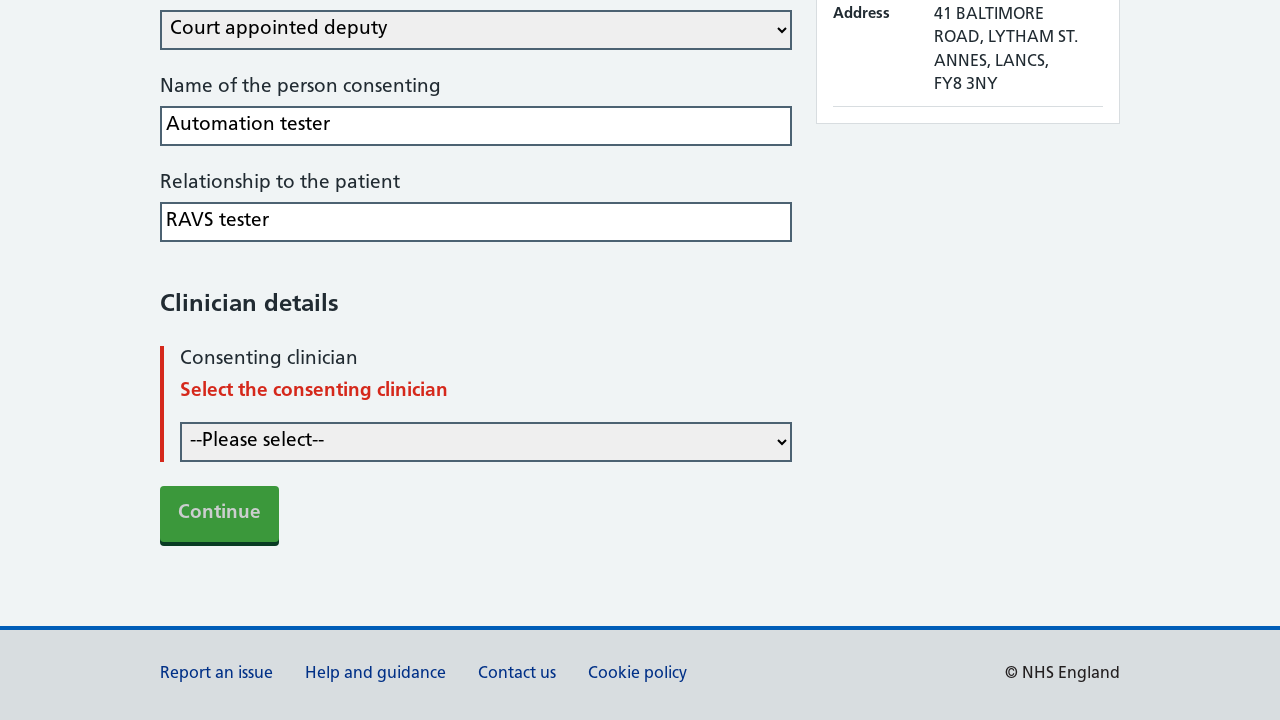 Court appointed deputy
Name of the person consenting
Automation tester
Relationship to the patient
RAVS tester
Clinician details
Consenting clinician
Select the consenting clinician
--Please select--
Continue
Address
41 BALTIMORE
ROAD, LYTHAM ST.
ANNES, LANCS,
FY8 3NY
Report an issue
Help and guidance
Contact us
Cookie policy
© NHS England